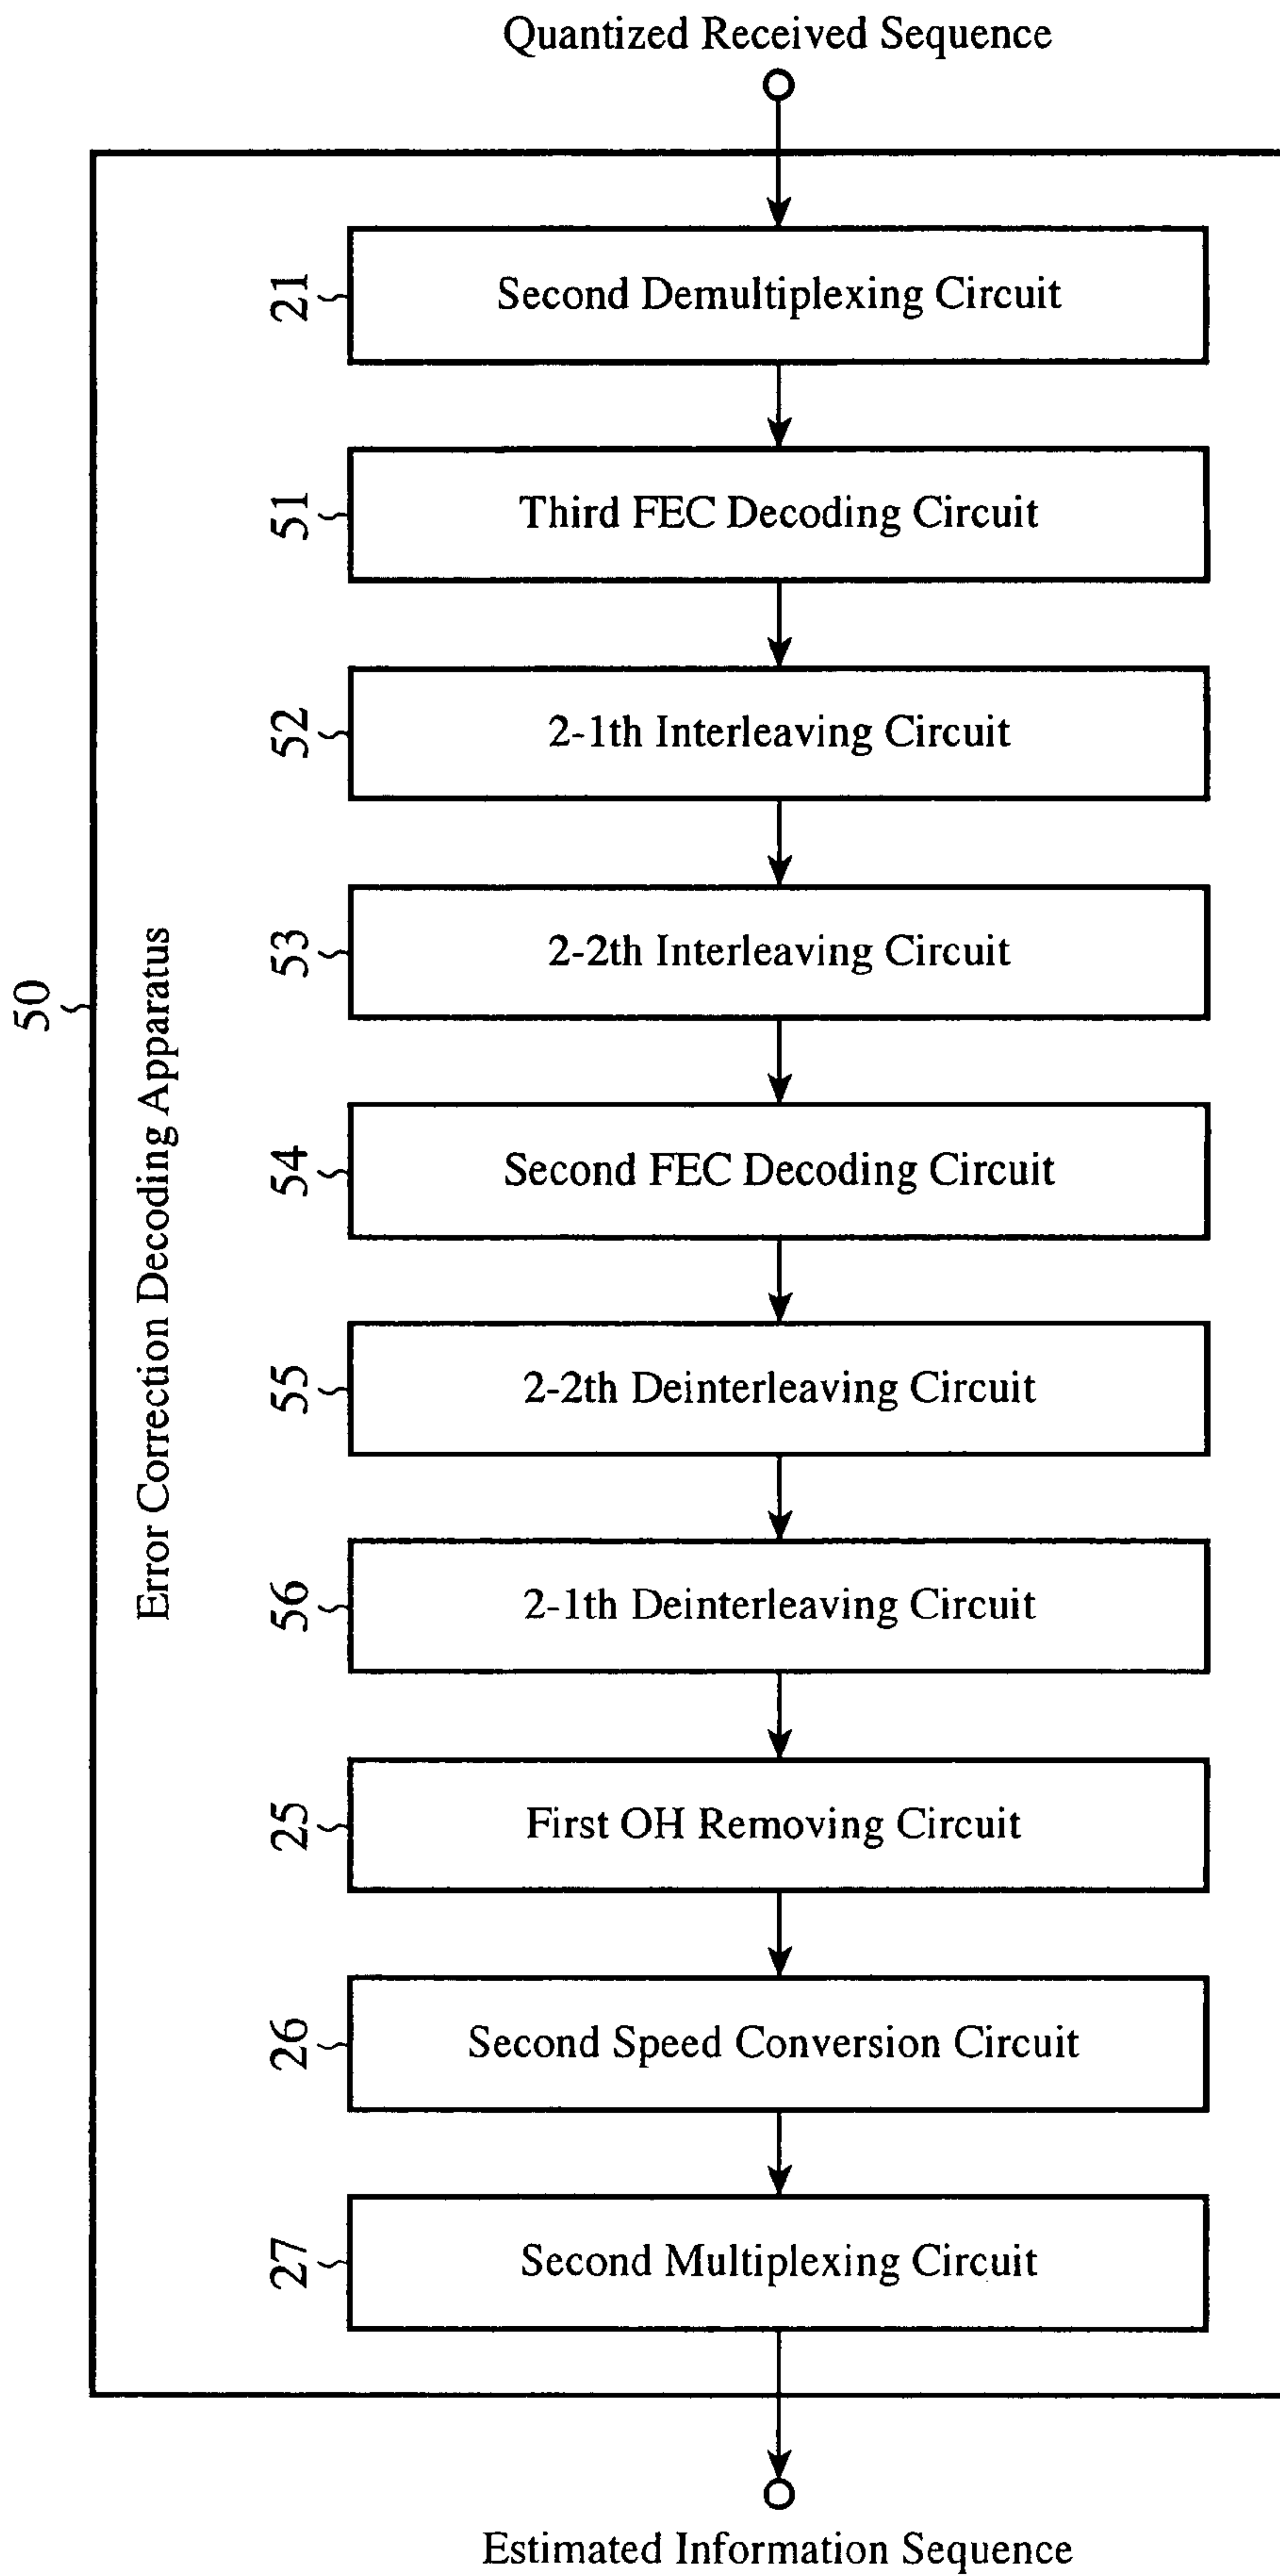 Quantized Received Sequence
50
Error Correction Decoding Apparatus
21
Second Demultiplexing Circuit
51
Third FEC Decoding Circuit
52
2-1th Interleaving Circuit
53
2-2th Interleaving Circuit
54
Second FEC Decoding Circuit
55
2-2th Deinterleaving Circuit
56
2-1th Deinterleaving Circuit
25
First OH Removing Circuit
26
Second Speed Conversion Circuit
27
Second Multiplexing Circuit
Estimated Information Sequence